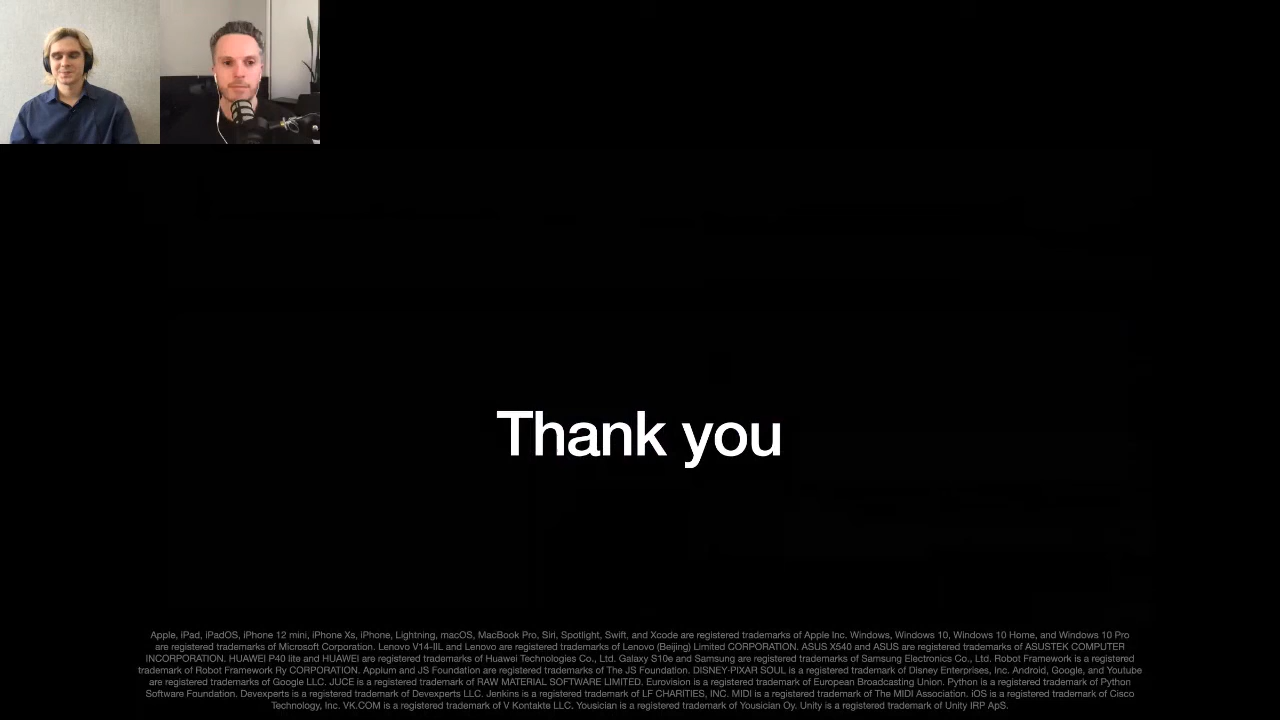 Thank you
Apple, iPad, iPadOS, iPhone 12 mini, iPhone Xs, iPhone, Lightning, macOS, MacBook Pro, Siri, Spotlight, Swift, and Xcode are registered trademarks of Apple Inc. Windows, Windows 10, Windows 10 Home, and Windows 10 Pro
are registered trademarks of Microsoft Corporation. Lenovo V14-IIL and Lenovo are registered trademarks of Lenovo (Beijing) Limited CORPORATION. ASUS X540 and ASUS are registered trademarks of ASUSTEK COMPUTER
INCORPORATION. HUAWEI P40 lite and HUAWEI are registered trademarks of Huawei Technologies Co., Ltd. Galaxy S10e and Samsung are registered trademarks of Samsung Electronics Co., Ltd. Robot Framework is a registered
trademark of Robot Framework Ry CORPORATION. Appium and JS Foundation are registered trademarks of The JS Foundation. DISNEY·PIXAR SOUL is a registered trademark of Disney Enterprises, Inc. Android, Google, and Youtube
are registered trademarks of Google LLC. JUCE is a registered trademark of RAW MATERIAL SOFTWARE LIMITED. Eurovision is a registered trademark of European Broadcasting Union. Python is a registered trademark of Python
Software Foundation. Devexperts is a registered trademark of Devexperts LLC. Jenkins is a registered trademark of LF CHARITIES, INC. MIDI is a registered trademark of The MIDI Association. iOS is a registered trademark of Cisco
Technology, Inc. VK.COM is a registered trademark of V Kontakte LLC. Yousician is a registered trademark of Yousician Oy. Unity is a registered trademark of Unity IRP ApS.